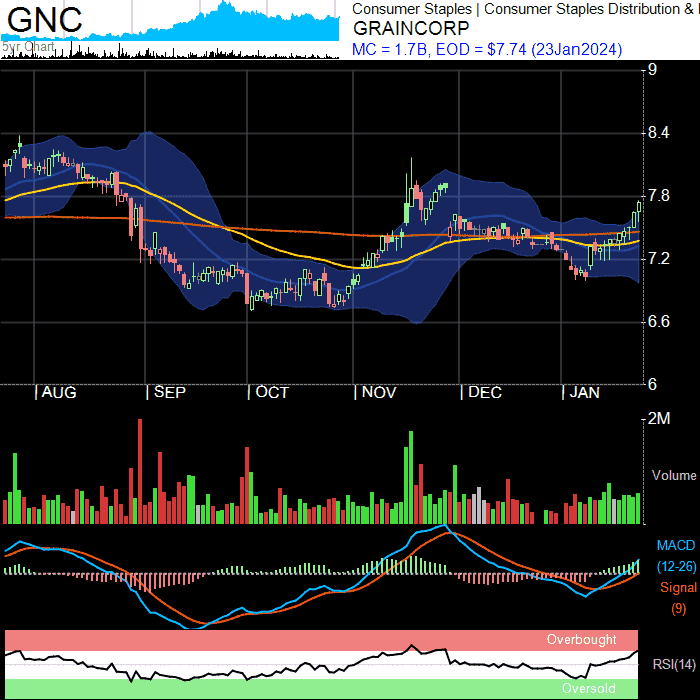 GNC
5yr Chart
Consumer Staples | Consumer Staples Distribution &
GRAINCORP
MC = 1.7B, EOD = $7.74 (23Jan2024)
9
8.4
7.8
7.2
6.6
6
| AUG | SEP | OCT | NOV | DEC | JAN
2M
Volume
MACD
(12-26)
Signal
(9)
Overbought
RSI(14)
Oversold